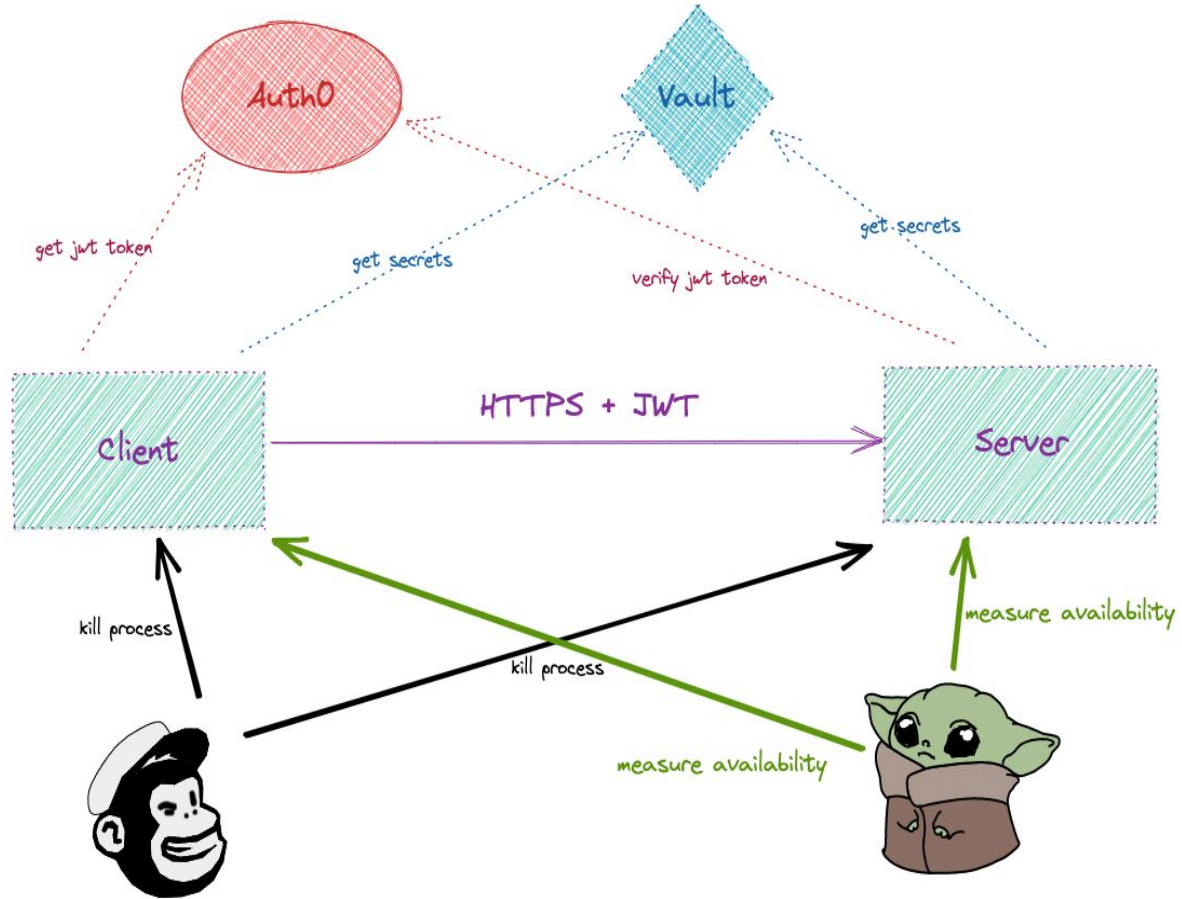 Auth0
Vault
get jwt token
get secrets
verify jwt token
get secrets
HTTPS + JWT
Client
Server
kill process
kill process
measure availability
measure availability